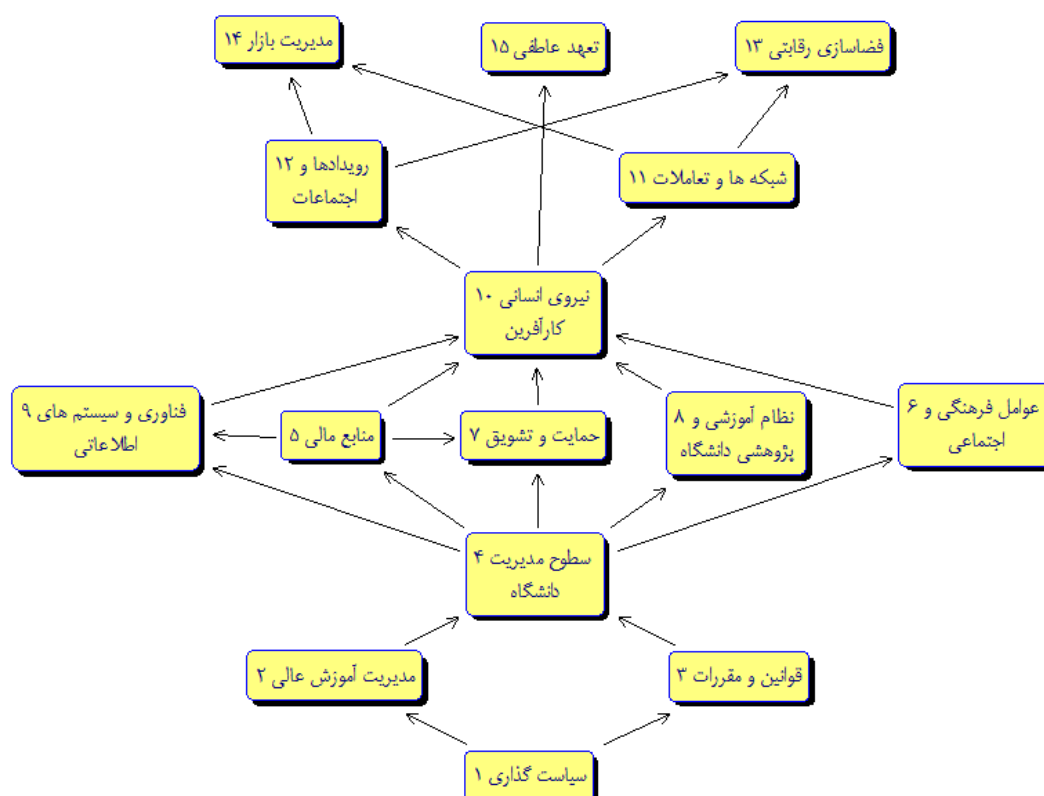 مدیریت بازار ۱۴
تعهد عاطفی ۱۵
فضاسازی رقابتی ۱۳
رویدادها و ۱۲
اجتماعات
شبکه ها و تعاملات ۱۱
نیروی انسانی ۱۰
کارآفرین
فناوری و سیستم های ۹
اطلاعاتی
منابع مالی ۵
حمایت و تشویق ۷
نظام آموزشی و ۸
پژوهشی دانشگاه
عوامل فرهنگی و ۶
اجتماعی
سطوح مدیریت ۴
دانشگاه
مدیریت آموزش عالی ۲
قوانین و مقررات ۳
سیاست گذاری ۱